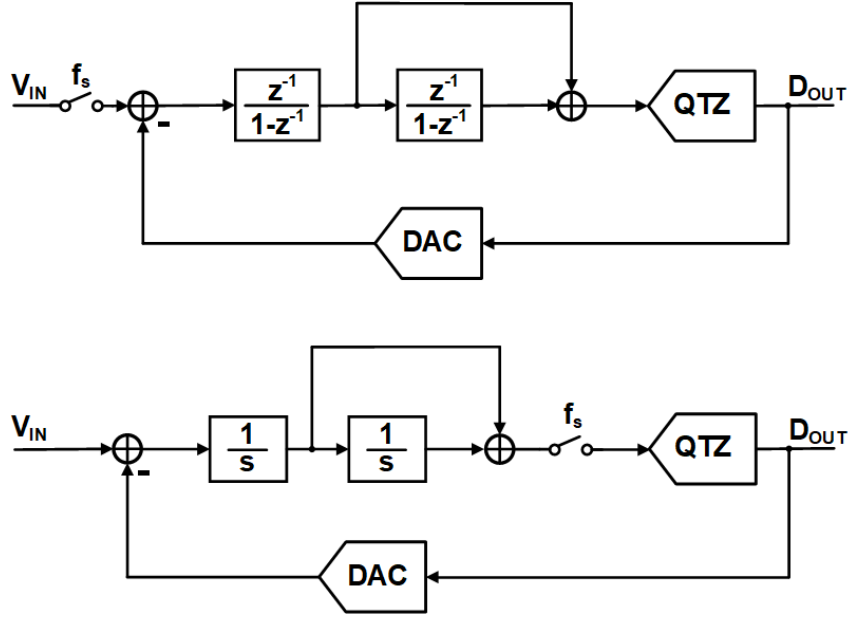 V_IN f_s z^-1 z^-1 QTZ D_OUT
1-z^-1 1-z^-1
-
DAC
V_IN 1 1 f_s QTZ D_OUT
s s
-
DAC